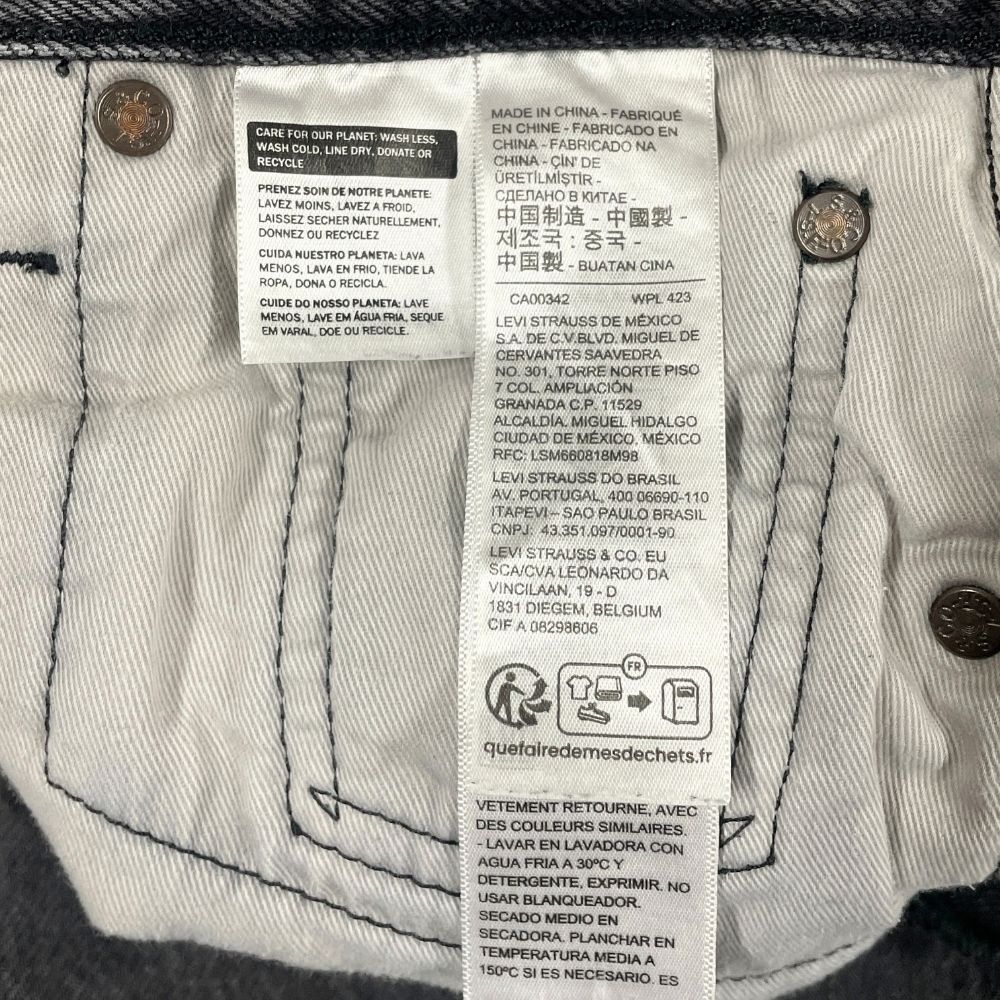 CARE FOR OUR PLANET: WASH LESS,
WASH COLD, LINE DRY, DONATE OR
RECYCLE
PRENEZ SOIN DE NOTRE PLANETE:
LAVEZ MOINS, LAVEZ A FROID,
LAISSEZ SECHER NATURELLEMENT,
DONNEZ OU RECYCLEZ
CUIDA NUESTRO PLANETA: LAVA
MENOS, LAVA EN FRIO, TIENDE LA
ROPA, DONA O RECICLA.
CUIDE DO NOSSO PLANETA: LAVE
MENOS, LAVE EM ÁGUA FRIA, SEQUE
EM VARAL, DOE OU RECICLE.
MADE IN CHINA - FABRIQUÉ
EN CHINE - FABRICADO EN
CHINA - FABRICADO NA
CHINA - ÇİN' DE
ÜRETİLMİŞTİR -
СДЕЛАНО В КИТАЕ -
中国制造 - 中國製 -
제조국 : 중국 -
中国製 - BUATAN CINA
CA00342 WPL 423
LEVI STRAUSS DE MÉXICO
S.A. DE C.V.BLVD. MIGUEL DE
CERVANTES SAAVEDRA
NO. 301, TORRE NORTE PISO
7 COL. AMPLIACIÓN
GRANADA C.P. 11529
ALCALDÍA. MIGUEL HIDALGO
CIUDAD DE MÉXICO, MÉXICO
RFC: LSM660818M98
LEVI STRAUSS DO BRASIL
AV. PORTUGAL, 400 06690-110
ITAPEVI – SAO PAULO BRASIL
CNPJ: 43.351.097/0001-90
LEVI STRAUSS & CO. EU
SCA/CVA LEONARDO DA
VINCILAAN, 19 - D
1831 DIEGEM, BELGIUM
CIF A 08298606
FR
quefairedemesdechets.fr
VETEMENT RETOURNE, AVEC
DES COULEURS SIMILAIRES.
- LAVAR EN LAVADORA CON
AGUA FRIA A 30ºC Y
DETERGENTE, EXPRIMIR. NO
USAR BLANQUEADOR.
SECADO MEDIO EN
SECADORA. PLANCHAR EN
TEMPERATURA MEDIA A
150ºC SI ES NECESARIO. ES